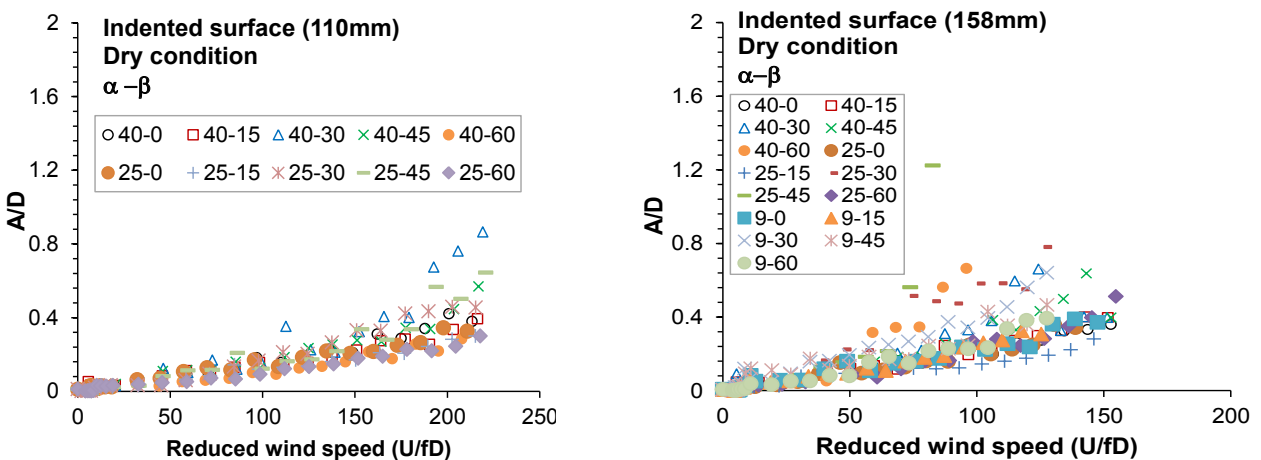 Indented surface (110mm)
Dry condition
α –β
40-0 40-15 40-30 40-45 40-60
25-0 25-15 25-30 25-45 25-60
2
1.6
1.2
0.8
0.4
0
A/D
0 50 100 150 200 250
Reduced wind speed (U/fD)
Indented surface (158mm)
Dry condition
α–β
40-0 40-15
40-30 40-45
40-60 25-0
25-15 25-30
25-45 25-60
9-0 9-15
9-30 9-45
9-60
2
1.6
1.2
0.8
0.4
0
A/D
0 50 100 150 200
Reduced wind speed (U/fD)